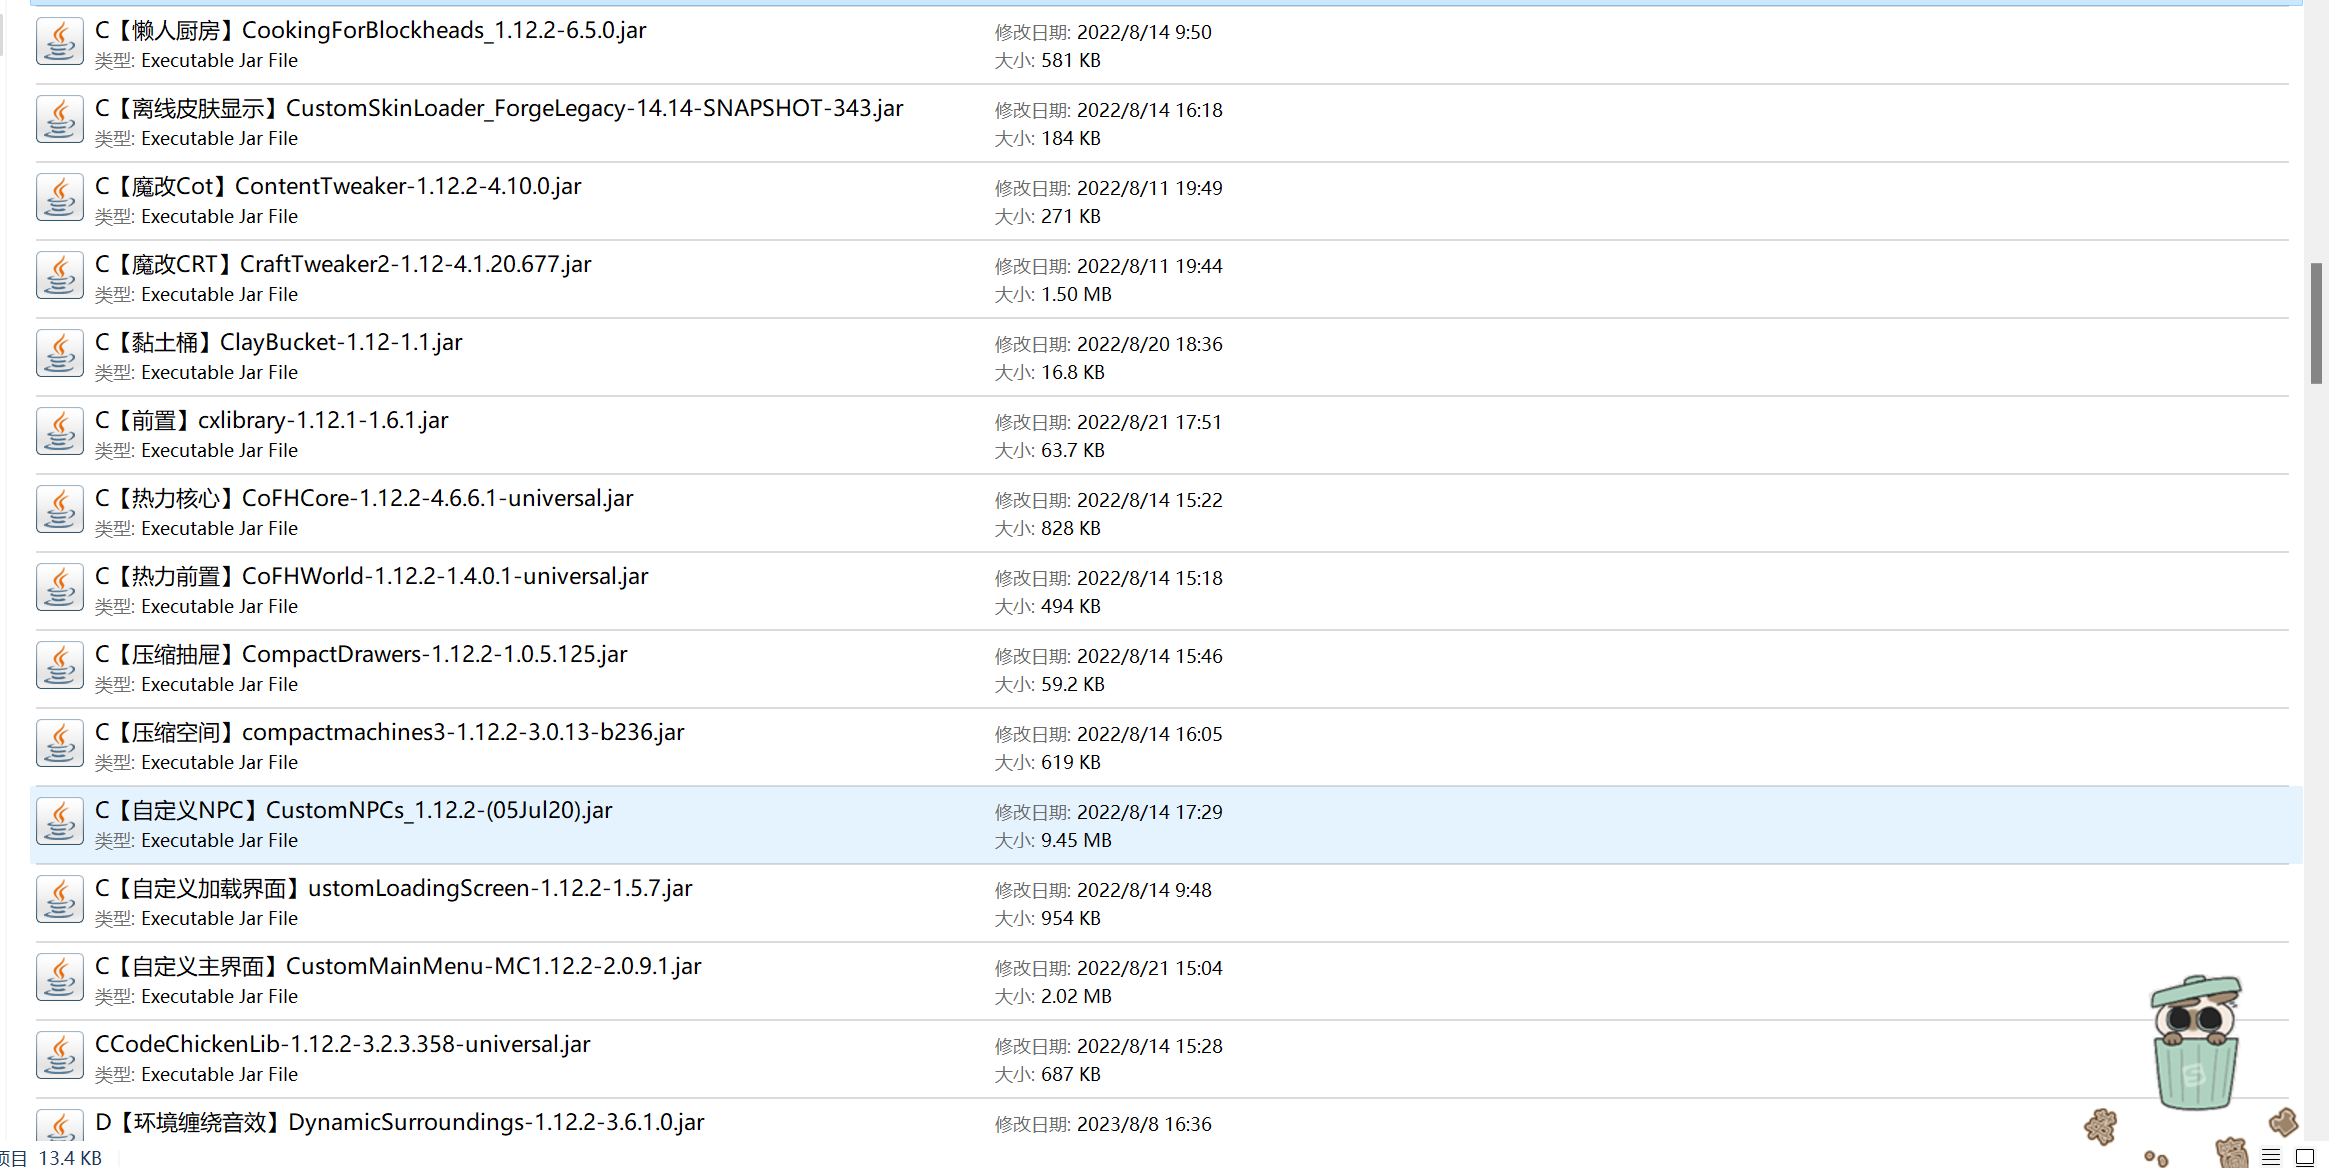 C【懒人厨房】CookingForBlockheads_1.12.2-6.5.0.jar
修改日期: 2022/8/14 9:50
类型: Executable Jar File
大小: 581 KB
C【离线皮肤显示】CustomSkinLoader_ForgeLegacy-14.14-SNAPSHOT-343.jar
修改日期: 2022/8/14 16:18
类型: Executable Jar File
大小: 184 KB
C【魔改Cot】ContentTweaker-1.12.2-4.10.0.jar
修改日期: 2022/8/11 19:49
类型: Executable Jar File
大小: 271 KB
C【魔改CRT】CraftTweaker2-1.12-4.1.20.677.jar
修改日期: 2022/8/11 19:44
类型: Executable Jar File
大小: 1.50 MB
C【黏土桶】ClayBucket-1.12-1.1.jar
修改日期: 2022/8/20 18:36
类型: Executable Jar File
大小: 16.8 KB
C【前置】cxlibrary-1.12.1-1.6.1.jar
修改日期: 2022/8/21 17:51
类型: Executable Jar File
大小: 63.7 KB
C【热力核心】CoFHCore-1.12.2-4.6.6.1-universal.jar
修改日期: 2022/8/14 15:22
类型: Executable Jar File
大小: 828 KB
C【热力前置】CoFHWorld-1.12.2-1.4.0.1-universal.jar
修改日期: 2022/8/14 15:18
类型: Executable Jar File
大小: 494 KB
C【压缩抽屉】CompactDrawers-1.12.2-1.0.5.125.jar
修改日期: 2022/8/14 15:46
类型: Executable Jar File
大小: 59.2 KB
C【压缩空间】compactmachines3-1.12.2-3.0.13-b236.jar
修改日期: 2022/8/14 16:05
类型: Executable Jar File
大小: 619 KB
C【自定义NPC】CustomNPCs_1.12.2-(05Jul20).jar
修改日期: 2022/8/14 17:29
类型: Executable Jar File
大小: 9.45 MB
C【自定义加载界面】ustomLoadingScreen-1.12.2-1.5.7.jar
修改日期: 2022/8/14 9:48
类型: Executable Jar File
大小: 954 KB
C【自定义主界面】CustomMainMenu-MC1.12.2-2.0.9.1.jar
修改日期: 2022/8/21 15:04
类型: Executable Jar File
大小: 2.02 MB
CCodeChickenLib-1.12.2-3.2.3.358-universal.jar
修改日期: 2022/8/14 15:28
类型: Executable Jar File
大小: 687 KB
D【环境缠绕音效】DynamicSurroundings-1.12.2-3.6.1.0.jar
修改日期: 2023/8/8 16:36
项目 13.4 KB